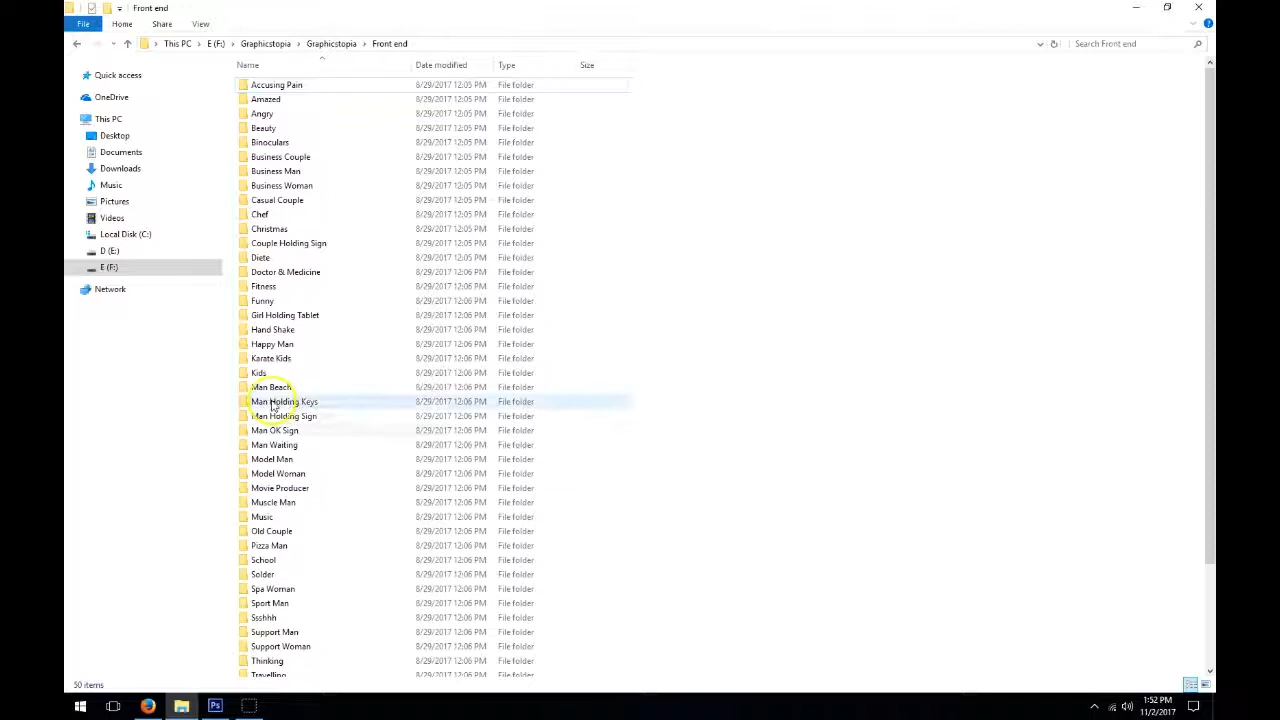 Front end
File Home Share View
This PC E (F:) Graphicstopia Graphicstopia Front end Search Front end
Name Date modified Type Size
Quick access
OneDrive
This PC
Desktop
Documents
Downloads
Music
Pictures
Videos
Local Disk (C:)
D (E:)
E (F:)
Network
Accusing Pain 8/29/2017 12:05 PM File folder
Amazed 8/29/2017 12:05 PM File folder
Angry 8/29/2017 12:05 PM File folder
Beauty 8/29/2017 12:05 PM File folder
Binoculars 8/29/2017 12:05 PM File folder
Business Couple 8/29/2017 12:05 PM File folder
Business Man 8/29/2017 12:05 PM File folder
Business Woman 8/29/2017 12:05 PM File folder
Casual Couple 8/29/2017 12:05 PM File folder
Chef 8/29/2017 12:05 PM File folder
Christmas 8/29/2017 12:05 PM File folder
Couple Holding Sign 8/29/2017 12:05 PM File folder
Diete 8/29/2017 12:05 PM File folder
Doctor & Medicine 8/29/2017 12:06 PM File folder
Fitness 8/29/2017 12:06 PM File folder
Funny 8/29/2017 12:06 PM File folder
Girl Holding Tablet 8/29/2017 12:06 PM File folder
Hand Shake 8/29/2017 12:06 PM File folder
Happy Man 8/29/2017 12:06 PM File folder
Karate Kids 8/29/2017 12:06 PM File folder
Kids 8/29/2017 12:06 PM File folder
Man Beach 8/29/2017 12:06 PM File folder
Man Holding Keys 8/29/2017 12:06 PM File folder
Man Holding Sign 8/29/2017 12:06 PM File folder
Man OK Sign 8/29/2017 12:06 PM File folder
Man Waiting 8/29/2017 12:06 PM File folder
Model Man 8/29/2017 12:06 PM File folder
Model Woman 8/29/2017 12:06 PM File folder
Movie Producer 8/29/2017 12:06 PM File folder
Muscle Man 8/29/2017 12:06 PM File folder
Music 8/29/2017 12:06 PM File folder
Old Couple 8/29/2017 12:06 PM File folder
Pizza Man 8/29/2017 12:06 PM File folder
School 8/29/2017 12:06 PM File folder
Solder 8/29/2017 12:06 PM File folder
Spa Woman 8/29/2017 12:06 PM File folder
Sport Man 8/29/2017 12:06 PM File folder
Ssshhh 8/29/2017 12:06 PM File folder
Support Man 8/29/2017 12:06 PM File folder
Support Woman 8/29/2017 12:06 PM File folder
Thinking 8/29/2017 12:06 PM File folder
Travelling 8/29/2017 12:06 PM File folder
50 items
Ps
1:52 PM
11/2/2017